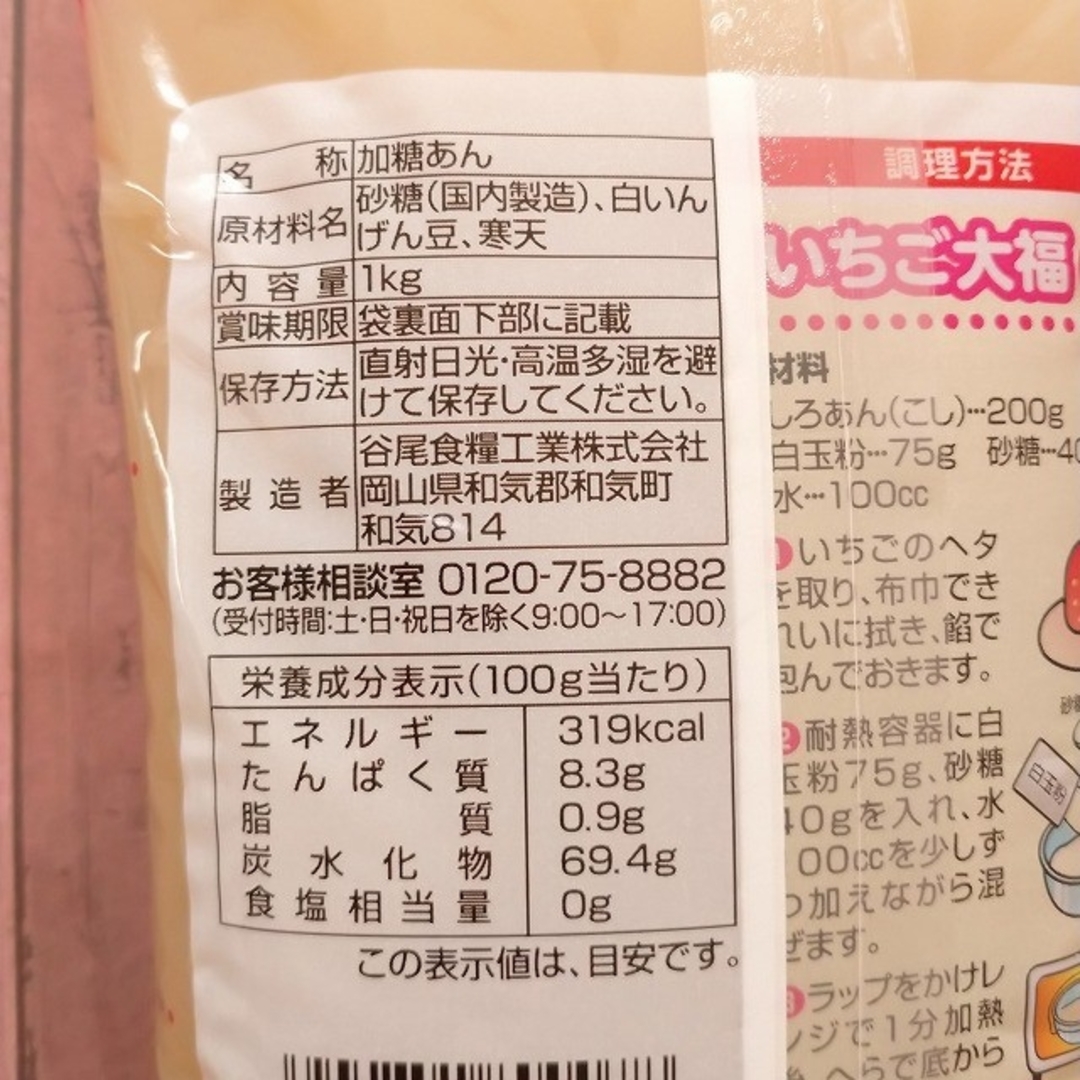 名称 加糖あん
原材料名 砂糖(国内製造)、白いん
げん豆、寒天
内容量 1kg
賞味期限 袋裏面下部に記載
保存方法 直射日光・高温多湿を避
けて保存してください。
製造者 谷尾食糧工業株式会社
岡山県和気郡和気町
和気814
お客様相談室 0120-75-8882
(受付時間:土・日・祝日を除く9:00〜17:00)
栄養成分表示(100g当たり)
エネルギー 319kcal
たんぱく質 8.3g
脂質 0.9g
炭水化物 69.4g
食塩相当量 0g
この表示値は、目安です。
調理方法
いちご大福
材料
しろあん(こし)…200g
白玉粉…75g 砂糖…40
水…100cc
1 いちごのヘタ
を取り、布巾でき
れいに拭き、餡で
包んでおきます。
2 耐熱容器に白
玉粉75g、砂糖
40gを入れ、水
100ccを少しず
つ加えながら混
ぜます。
3 ラップをかけレ
ンジで1分加熱
へらで底から
砂糖
白玉粉